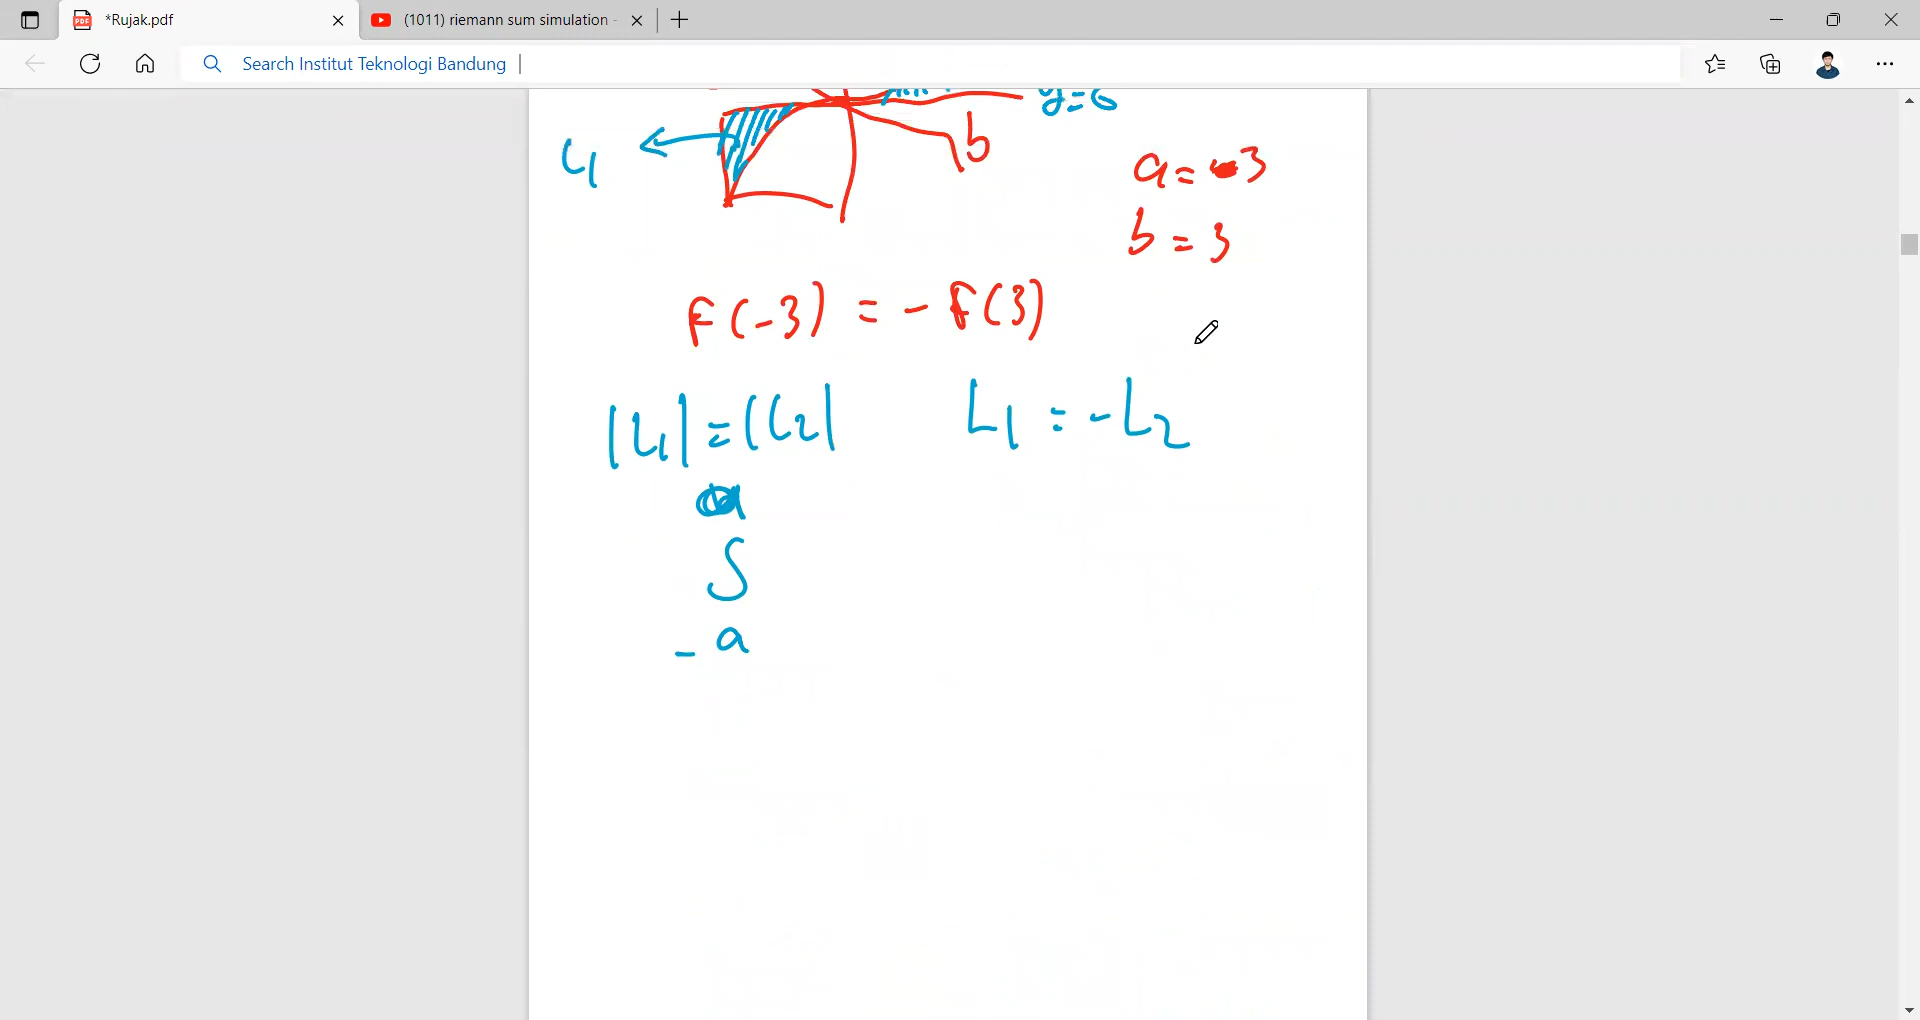 *Rujak.pdf
(1011) riemann sum simulation -
Search Institut Teknologi Bandung
y=6
L1
b
a = -3
b = 3
F(-3) = -F(3)
|L1| = |L2|
L1 = -L2
a
∫
-a